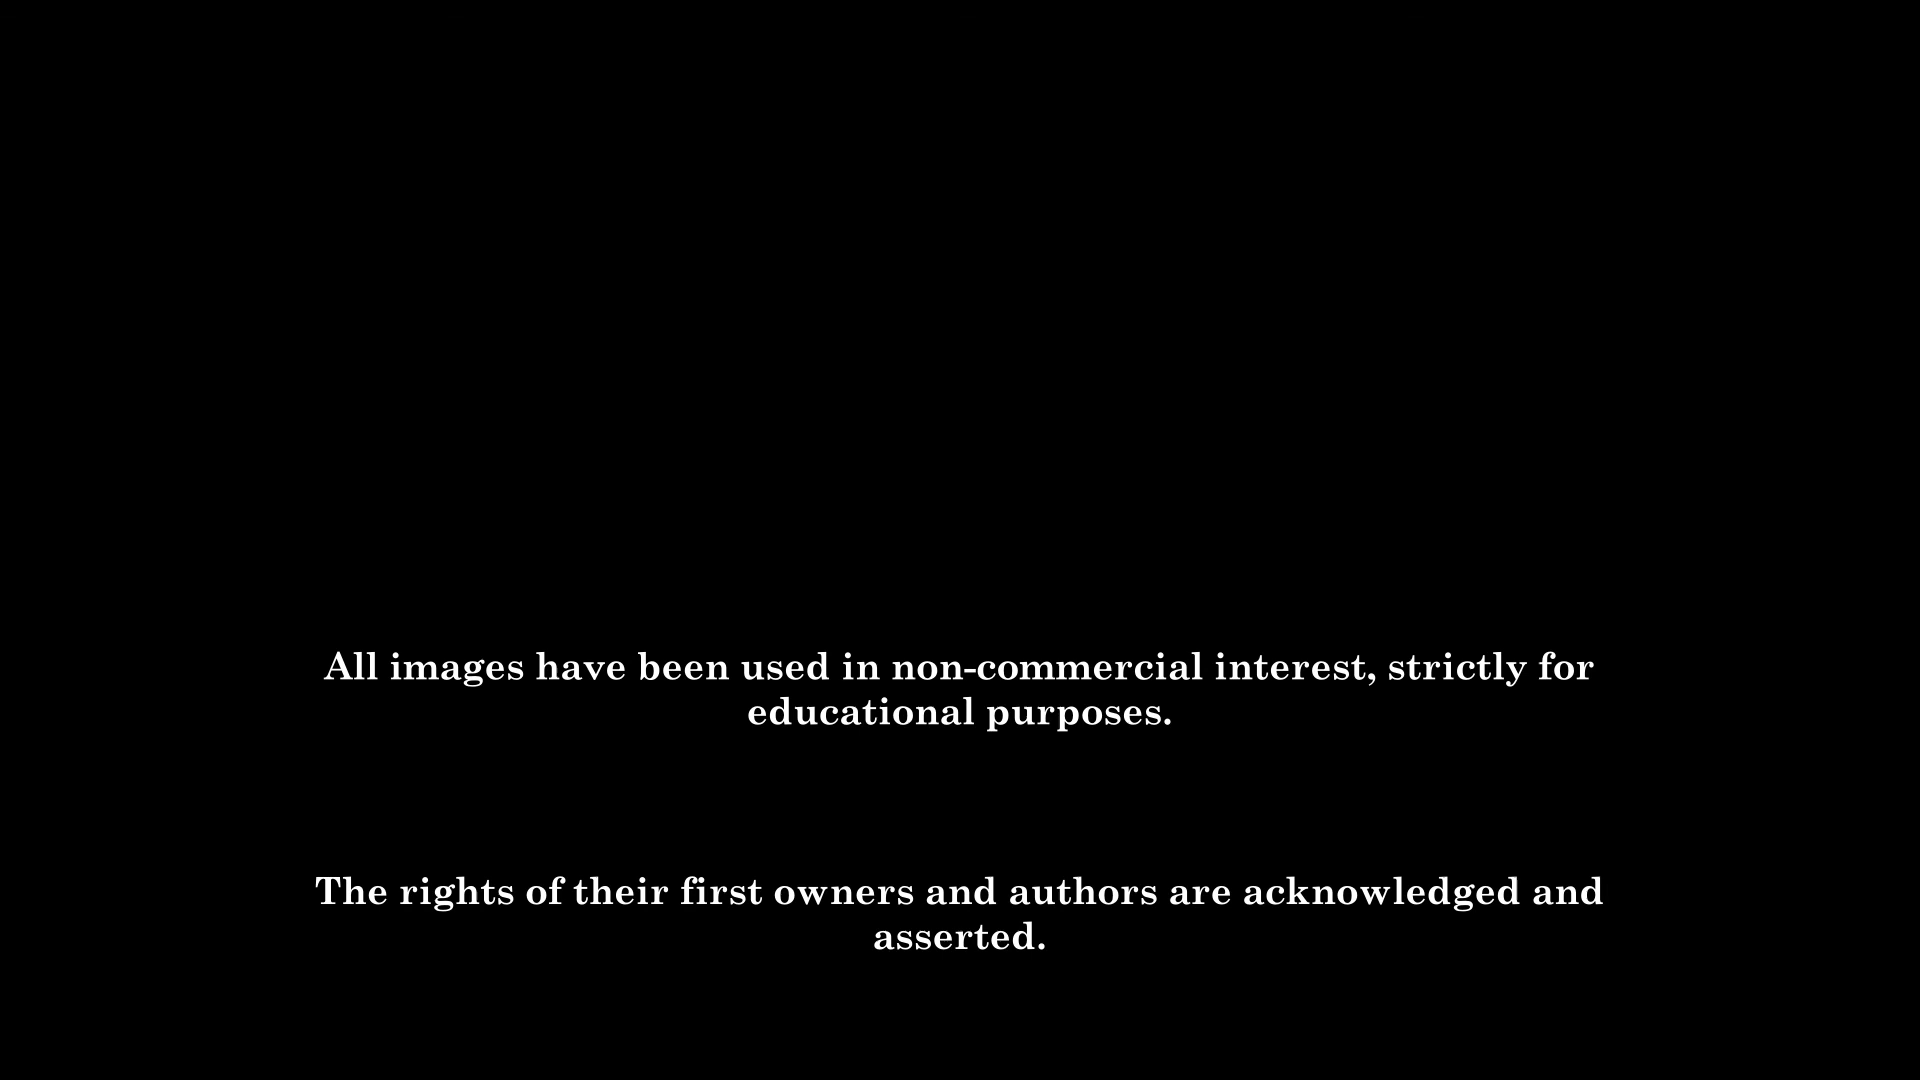 All images have been used in non-commercial interest, strictly for
educational purposes.
The rights of their first owners and authors are acknowledged and
asserted.